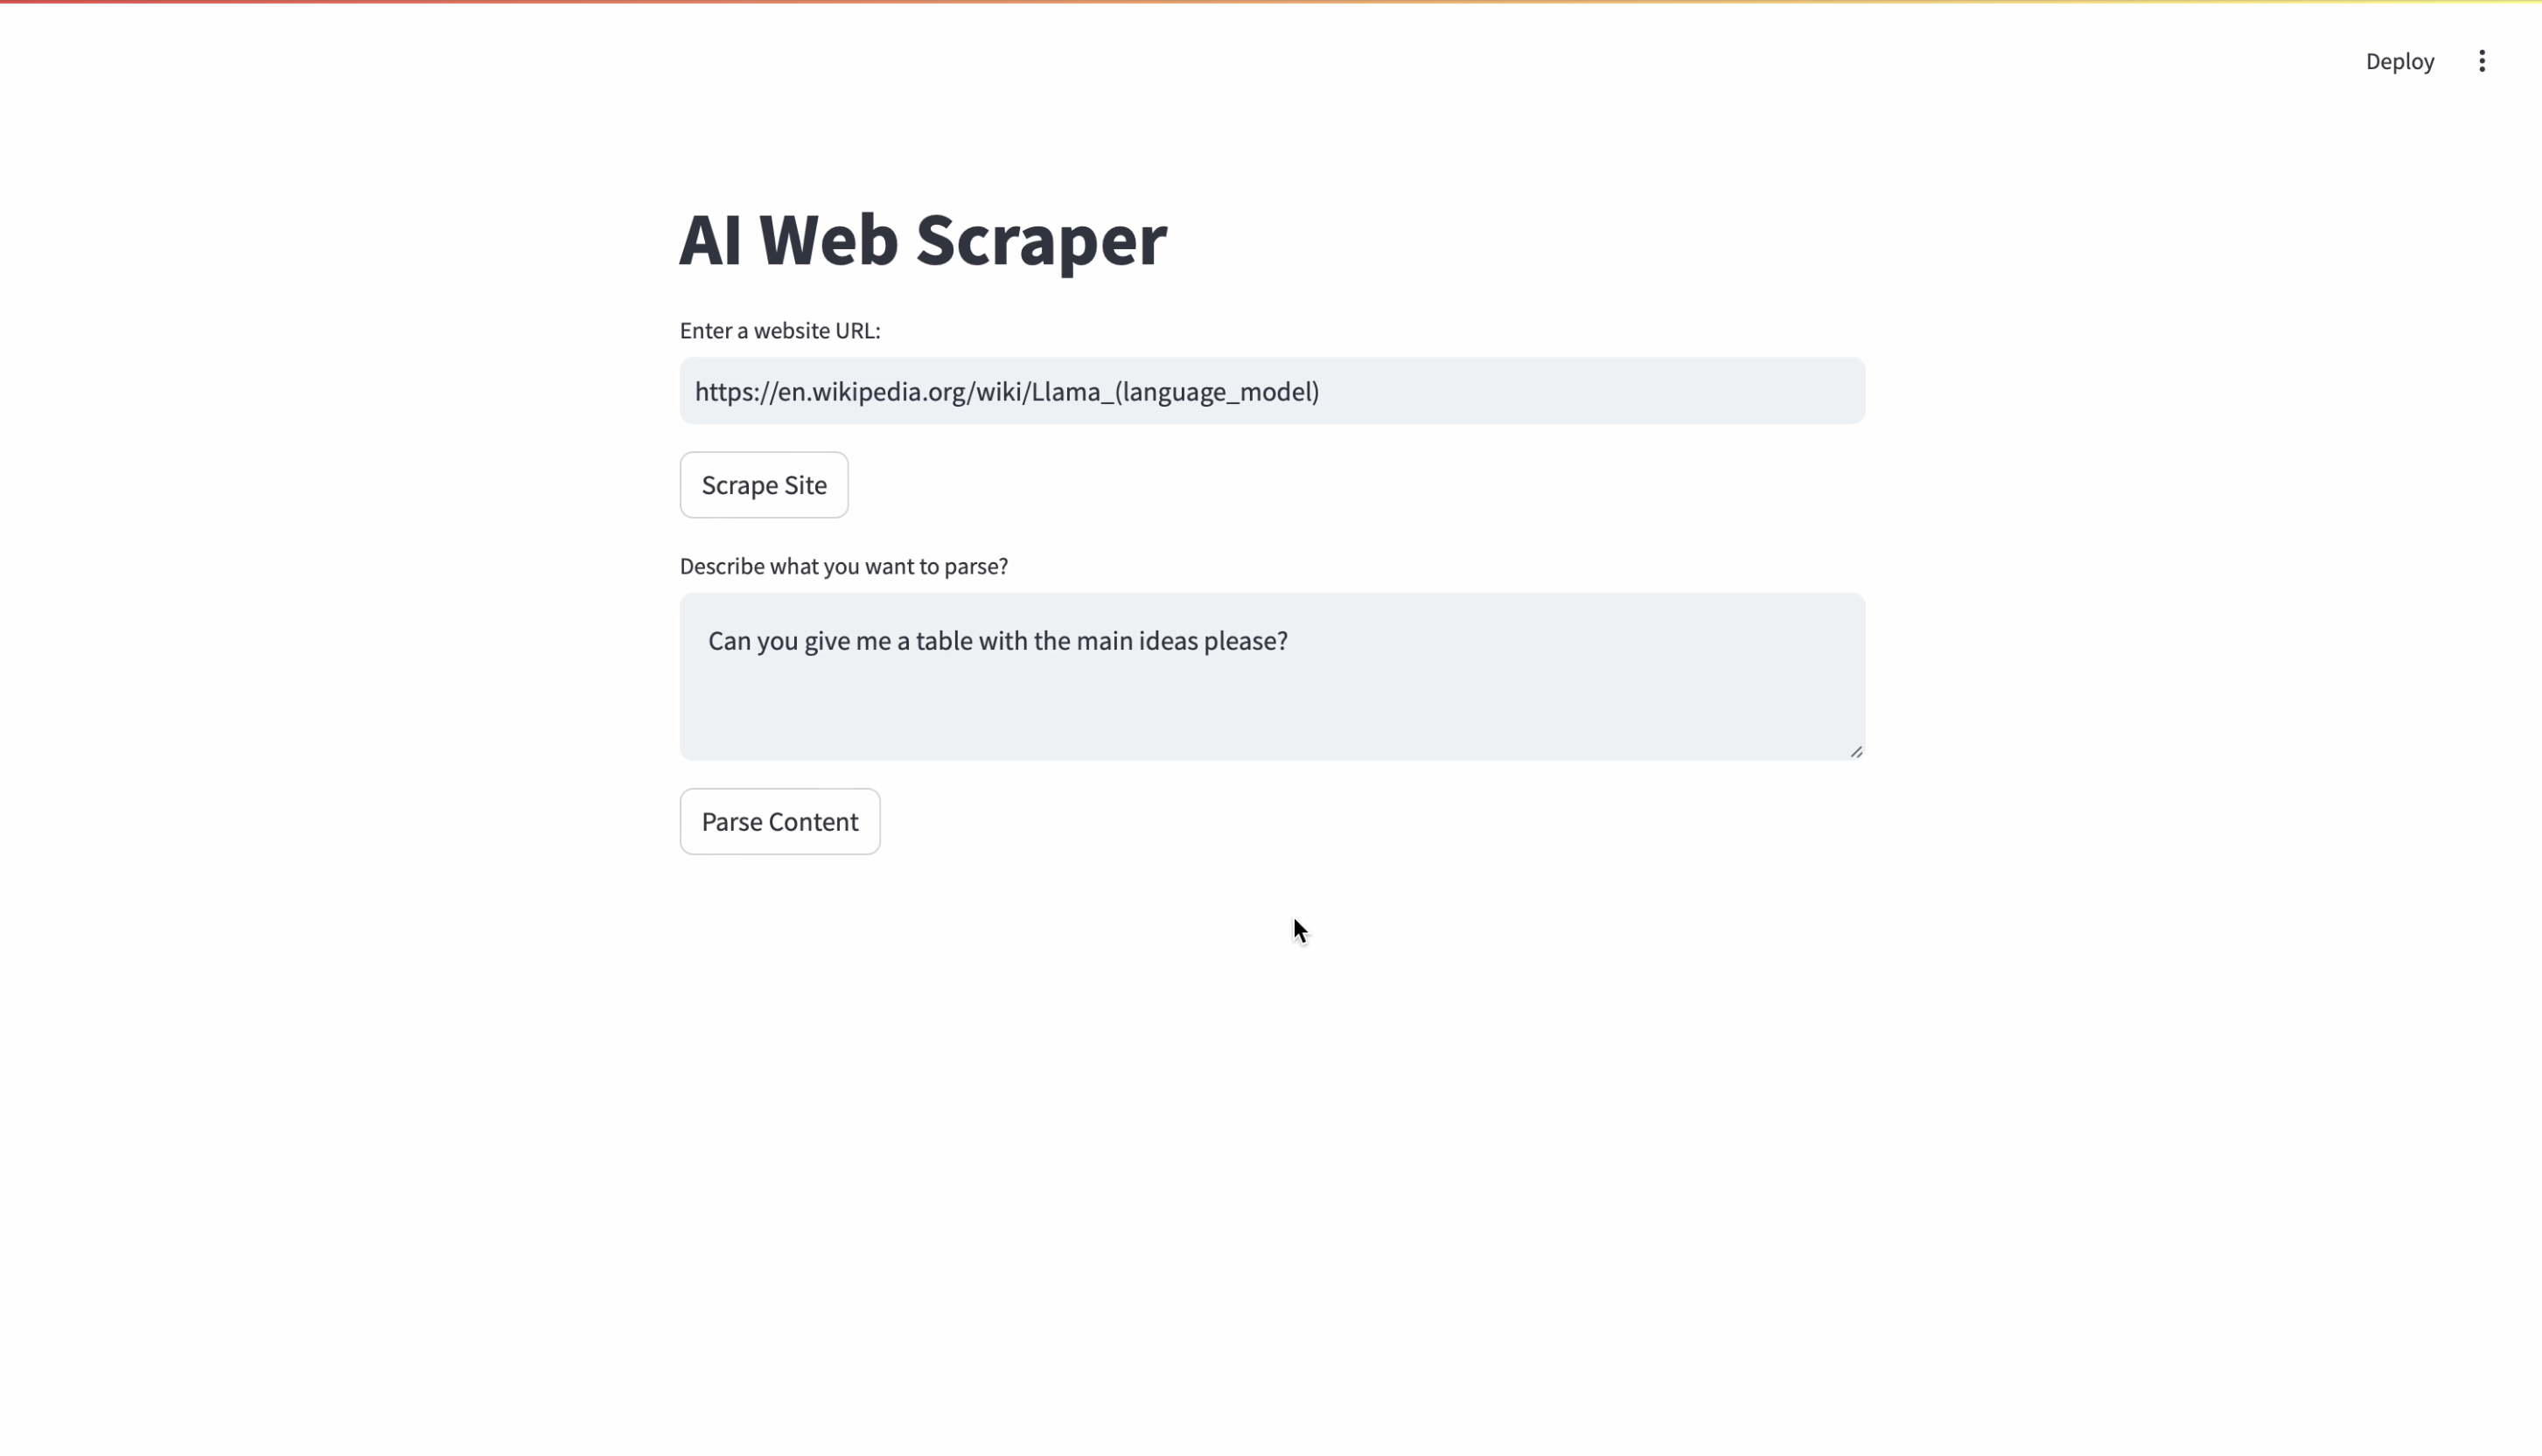 Deploy
AI Web Scraper
Enter a website URL:
https://en.wikipedia.org/wiki/Llama_(language_model)
Scrape Site
Describe what you want to parse?
Can you give me a table with the main ideas please?
Parse Content